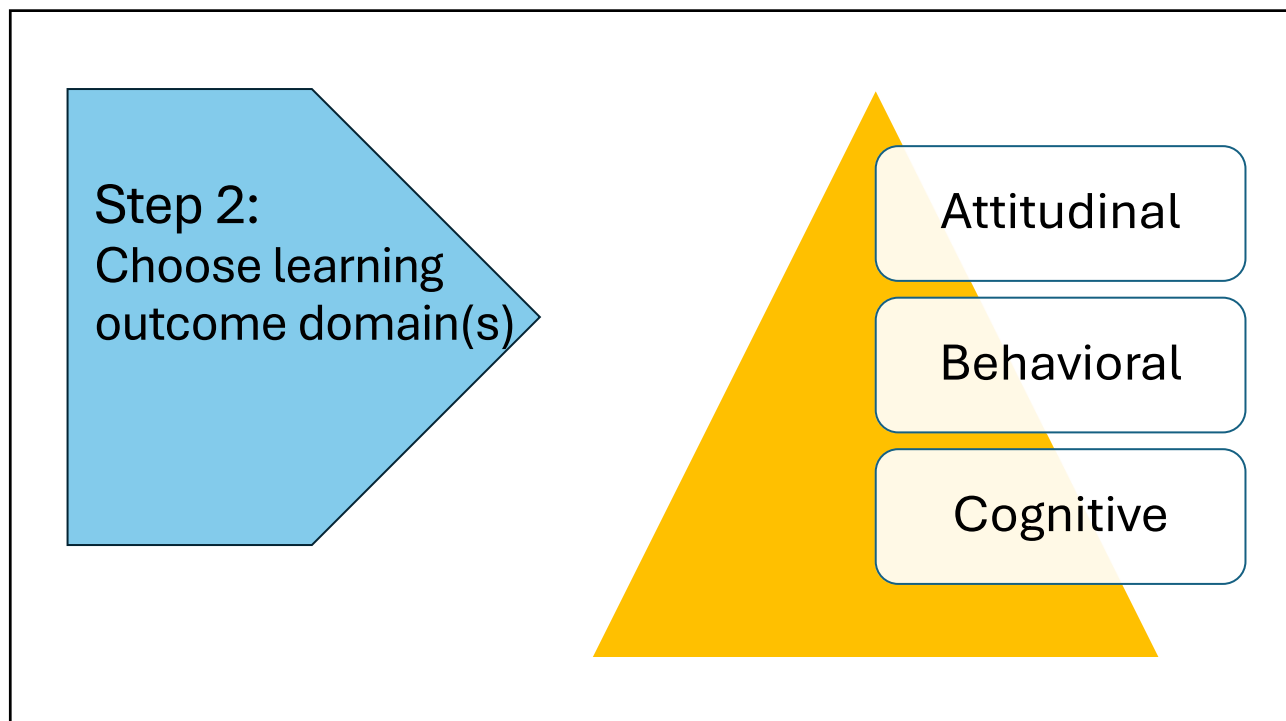 Step 2:
Choose learning
outcome domain(s)
Attitudinal
Behavioral
Cognitive